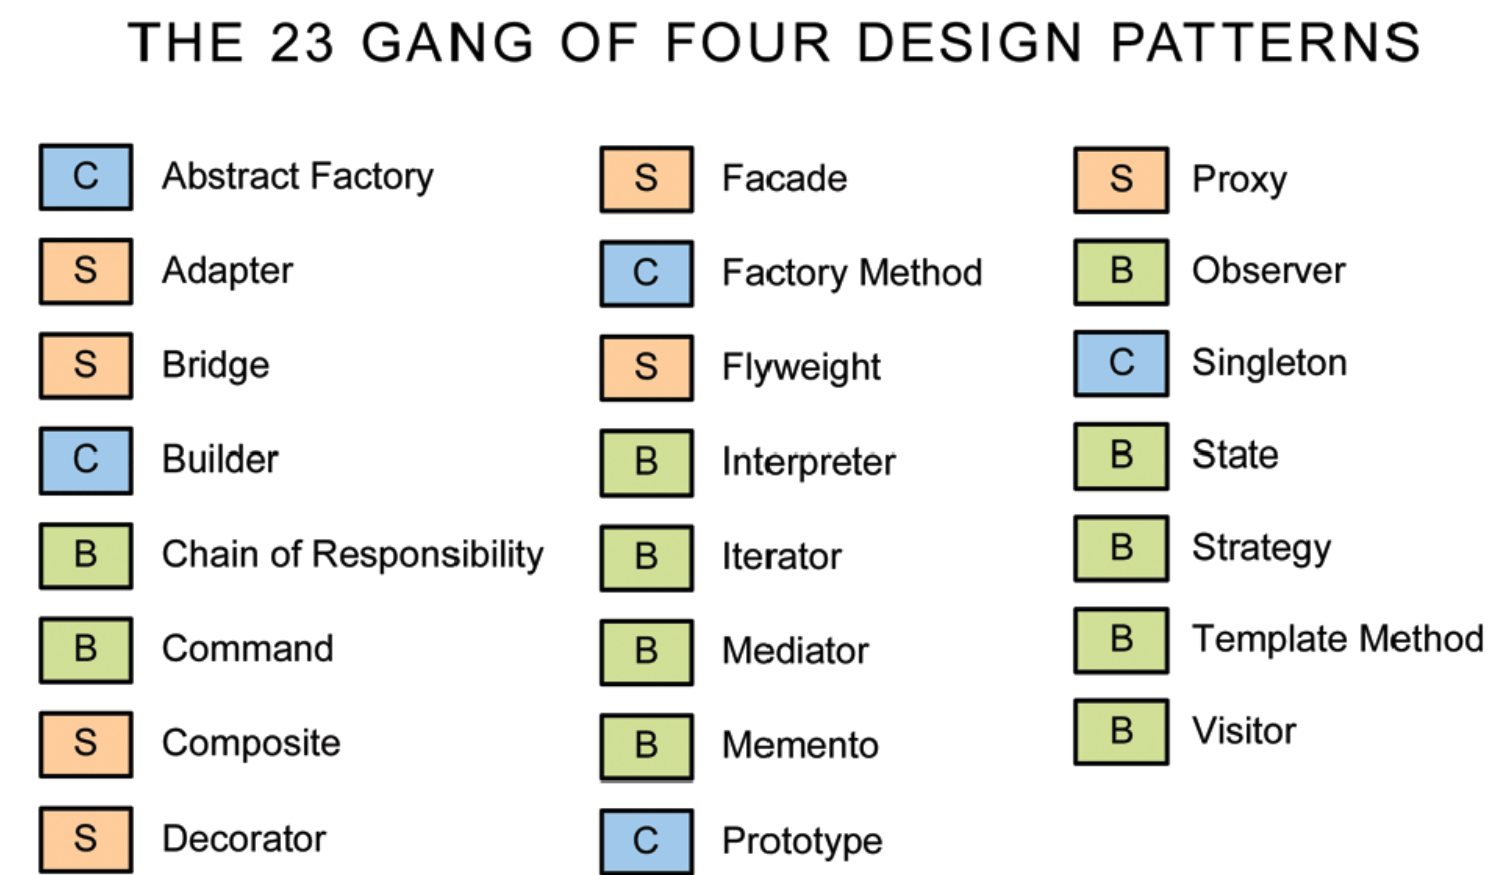 THE 23 GANG OF FOUR DESIGN PATTERNS
C Abstract Factory
S Adapter
S Bridge
C Builder
B Chain of Responsibility
B Command
S Composite
S Decorator
S Facade
C Factory Method
S Flyweight
B Interpreter
B Iterator
B Mediator
B Memento
C Prototype
S Proxy
B Observer
C Singleton
B State
B Strategy
B Template Method
B Visitor